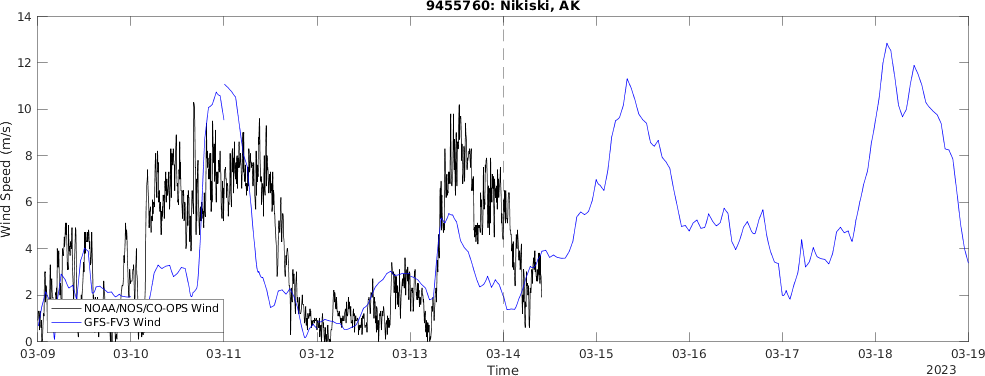 9455760: Nikiski, AK
14
12
10
8
6
4
2
0
Wind Speed (m/s)
NOAA/NOS/CO-OPS Wind
GFS-FV3 Wind
03-09 03-10 03-11 03-12 03-13 03-14 03-15 03-16 03-17 03-18 03-19
Time
2023